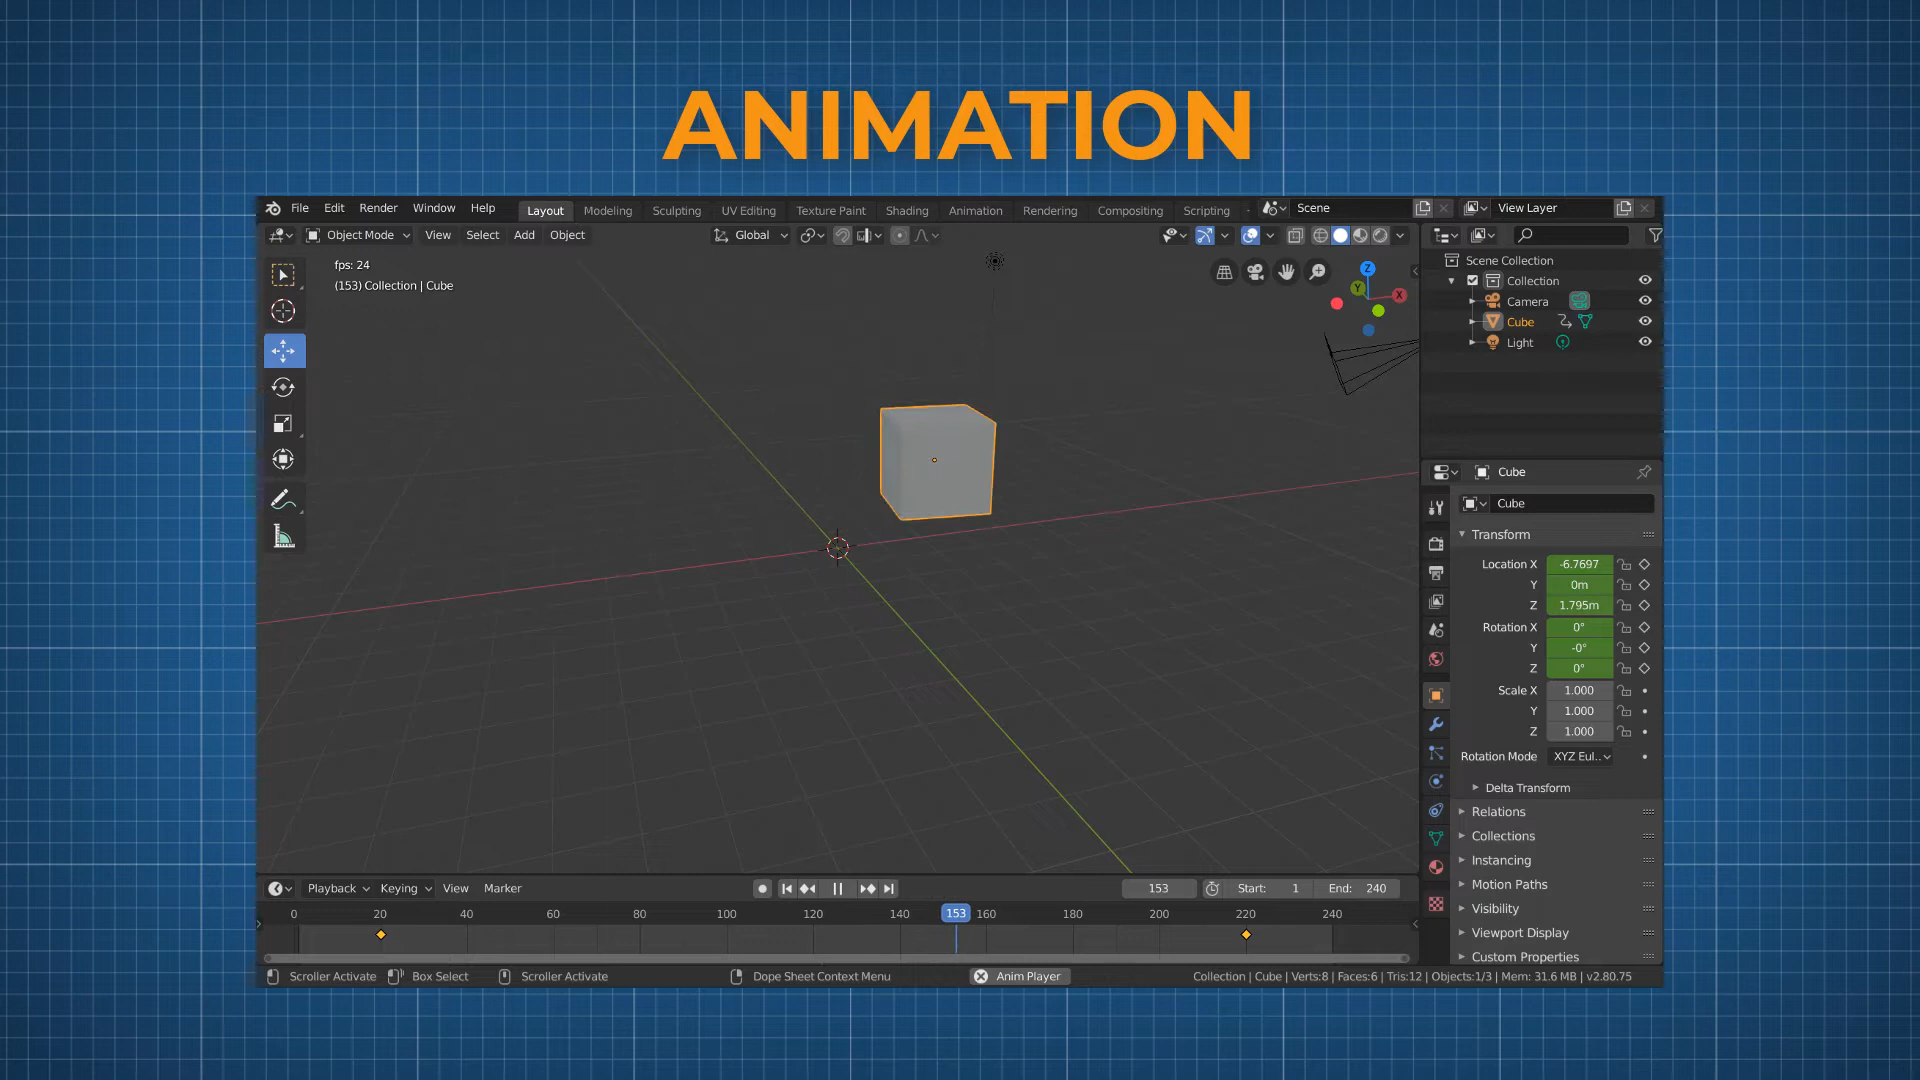 ANIMATION
File Edit Render Window Help Layout Modeling Sculpting UV Editing Texture Paint Shading Animation Rendering Compositing Scripting Scene View Layer
Object Mode View Select Add Object Global
fps: 24
(153) Collection | Cube
Z
Y
X
Scene Collection
Collection
Camera
Cube
Light
Cube
Cube
Transform
Location X -6.7697
Y 0m
Z 1.795m
Rotation X 0°
Y -0°
Z 0°
Scale X 1.000
Y 1.000
Z 1.000
Rotation Mode XYZ Eul..
Delta Transform
Relations
Collections
Instancing
Motion Paths
Visibility
Viewport Display
Custom Properties
Playback Keying View Marker 153 Start: 1 End: 240
0 20 40 60 80 100 120 140 153 160 180 200 220 240
Scroller Activate Box Select Scroller Activate Dope Sheet Context Menu Anim Player Collection | Cube | Verts:8 | Faces:6 | Tris:12 | Objects:1/3 | Mem: 31.6 MB | v2.80.75